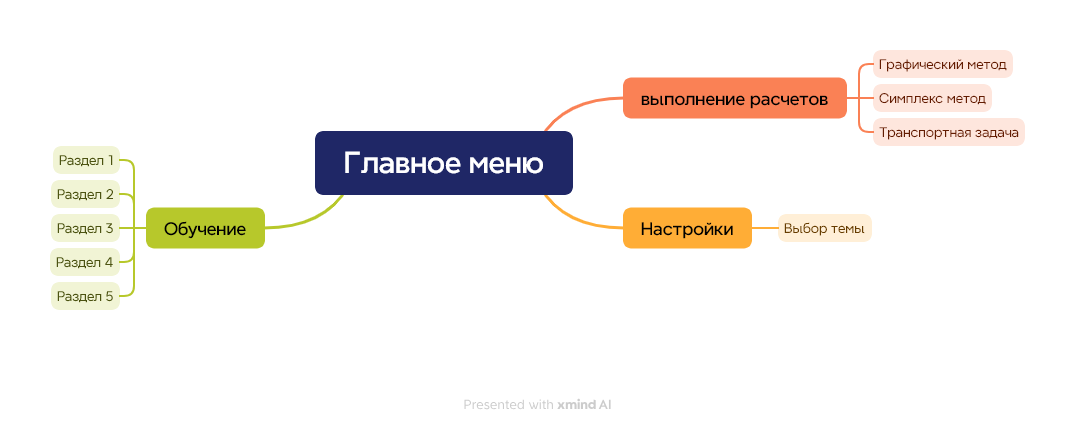 Главное меню
выполнение расчетов
Графический метод
Симплекс метод
Транспортная задача
Настройки
Выбор темы
Обучение
Раздел 1
Раздел 2
Раздел 3
Раздел 4
Раздел 5
Presented with xmind AI